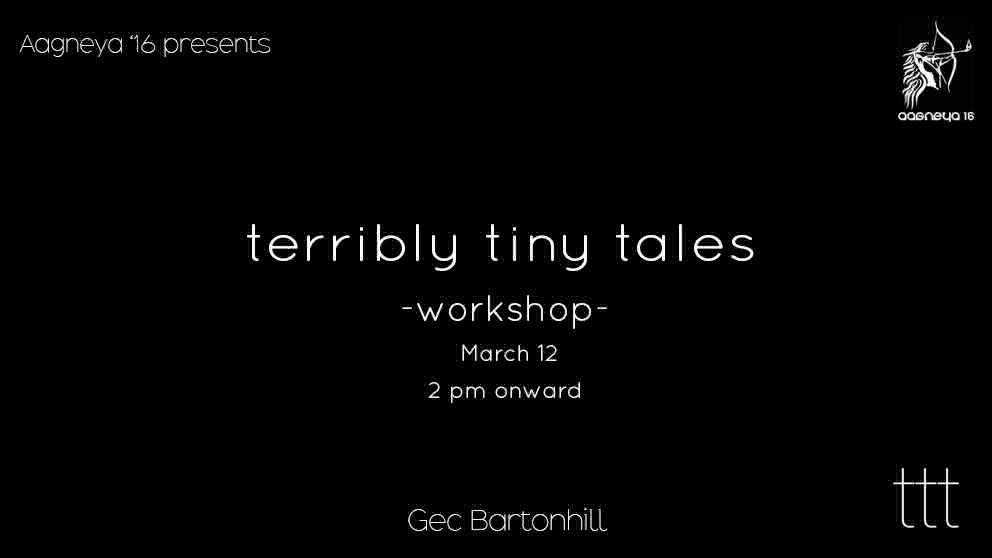 Aagneya '16 presents
aagneya 16
terribly tiny tales
-workshop-
March 12
2 pm onward
ttt
Gec Bartonhill